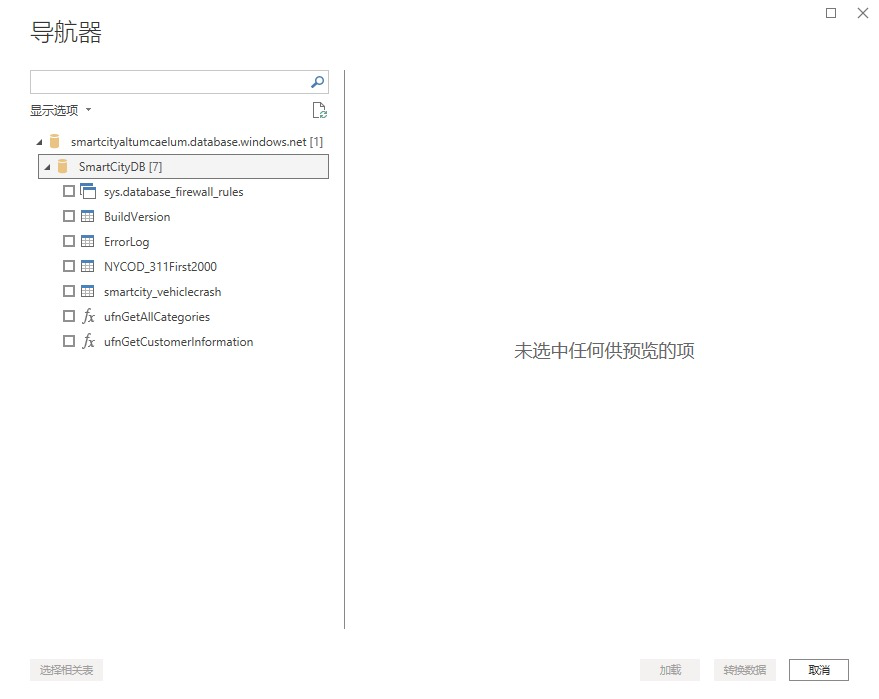 导航器
显示选项
smartcityaltumcaelum.database.windows.net [1]
SmartCityDB [7]
sys.database_firewall_rules
BuildVersion
ErrorLog
NYCOD_311First2000
smartcity_vehiclecrash
fx ufnGetAllCategories
fx ufnGetCustomerInformation
未选中任何供预览的项
选择相关表 加载 转换数据 取消